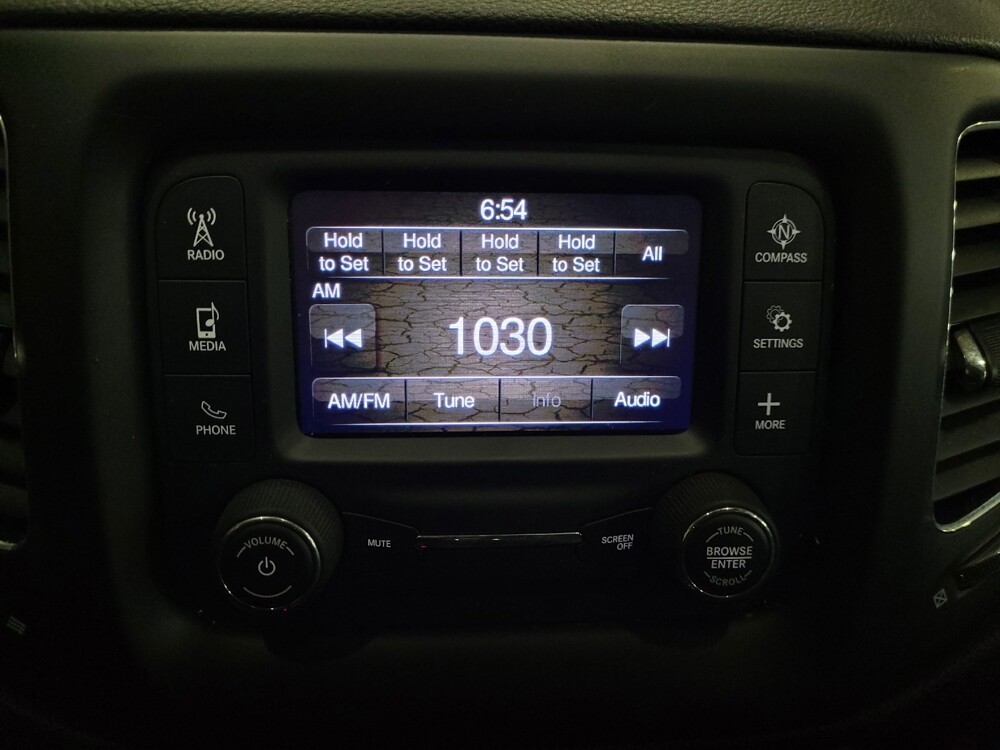 6:54
Hold to Set
Hold to Set
Hold to Set
Hold to Set
All
AM
1030
AM/FM
Tune
Info
Audio
RADIO
MEDIA
PHONE
N
COMPASS
SETTINGS
MORE
VOLUME
MUTE
SCREEN
OFF
TUNE
BROWSE
ENTER
SCROLL